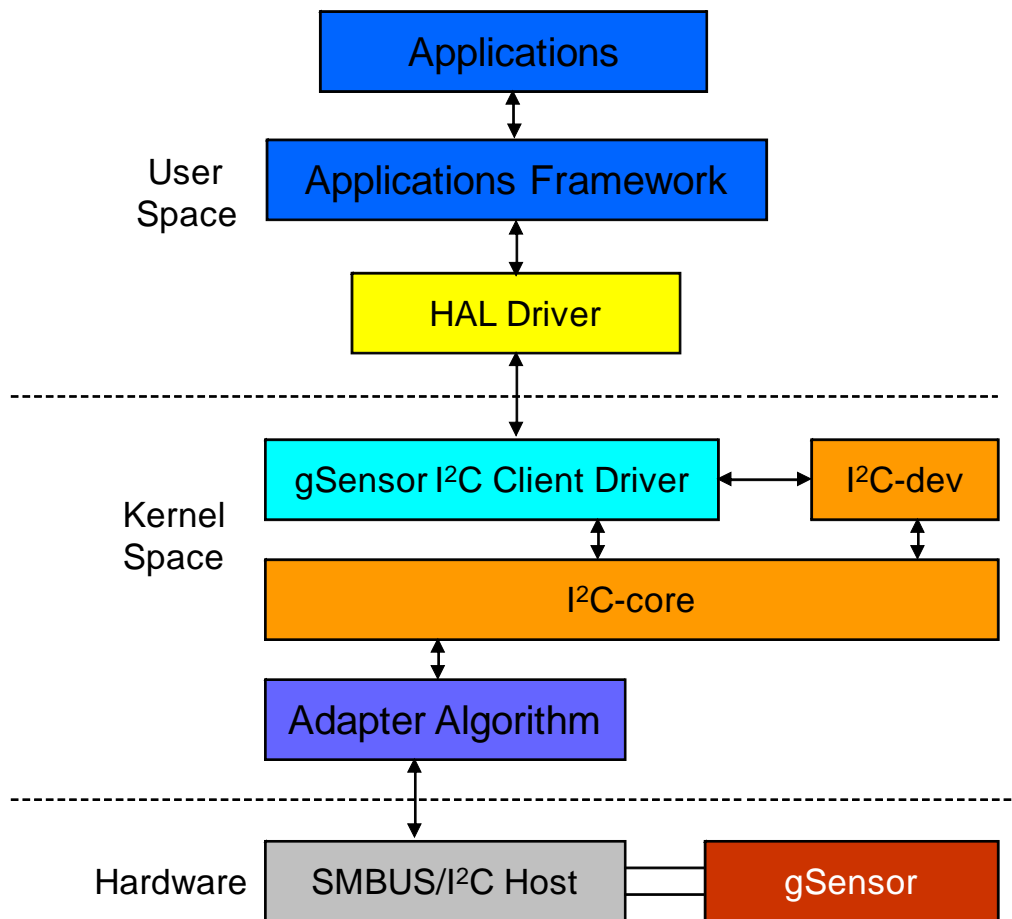 Applications
User
Space
Applications Framework
HAL Driver
gSensor I²C Client Driver
I²C-dev
Kernel
Space
I²C-core
Adapter Algorithm
Hardware
SMBUS/I²C Host
gSensor